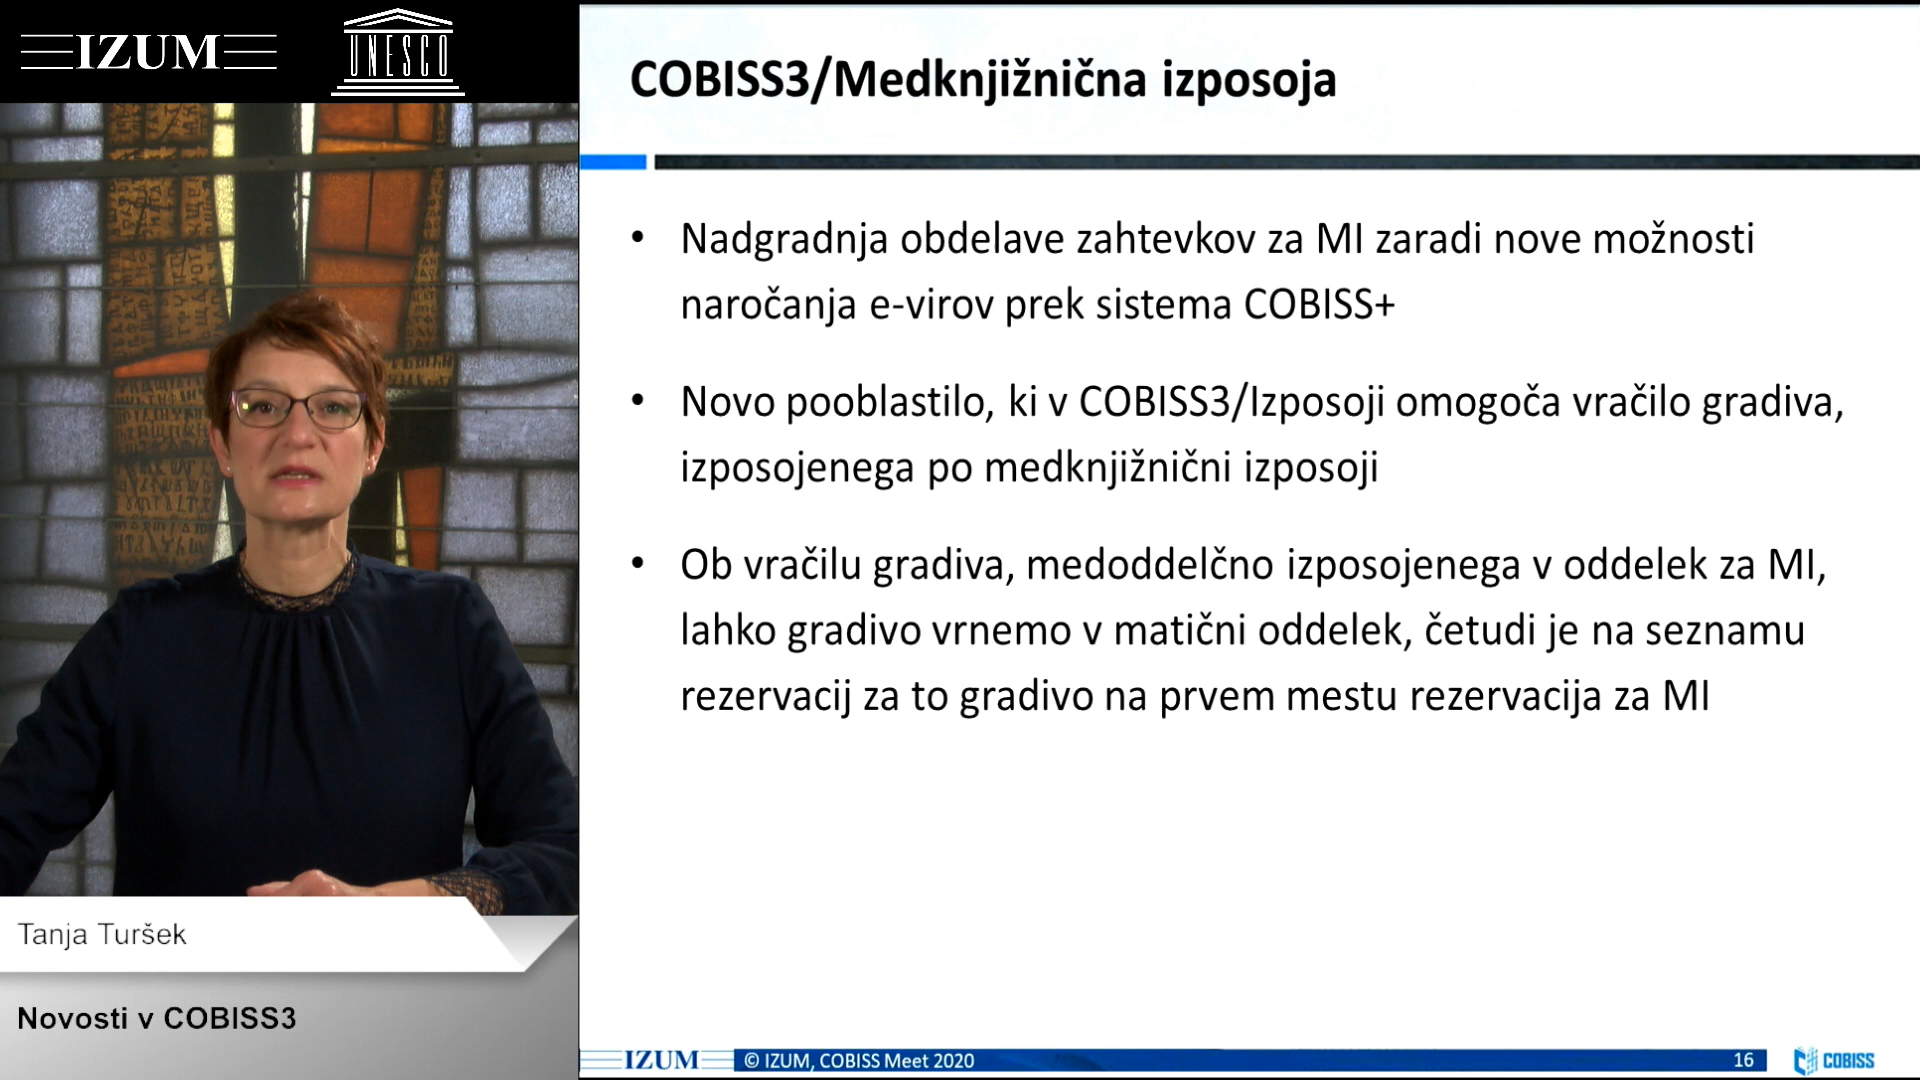 IZUM
UNESCO
COBISS3/Medknjižnična izposoja
• Nadgradnja obdelave zahtevkov za MI zaradi nove možnosti
naročanja e-virov prek sistema COBISS+
• Novo pooblastilo, ki v COBISS3/Izposoji omogoča vračilo gradiva,
izposojenega po medknjižnični izposoji
• Ob vračilu gradiva, medoddelčno izposojenega v oddelek za MI,
lahko gradivo vrnemo v matični oddelek, četudi je na seznamu
rezervacij za to gradivo na prvem mestu rezervacija za MI
Tanja Turšek
Novosti v COBISS3
IZUM
© IZUM, COBISS Meet 2020
16
COBISS